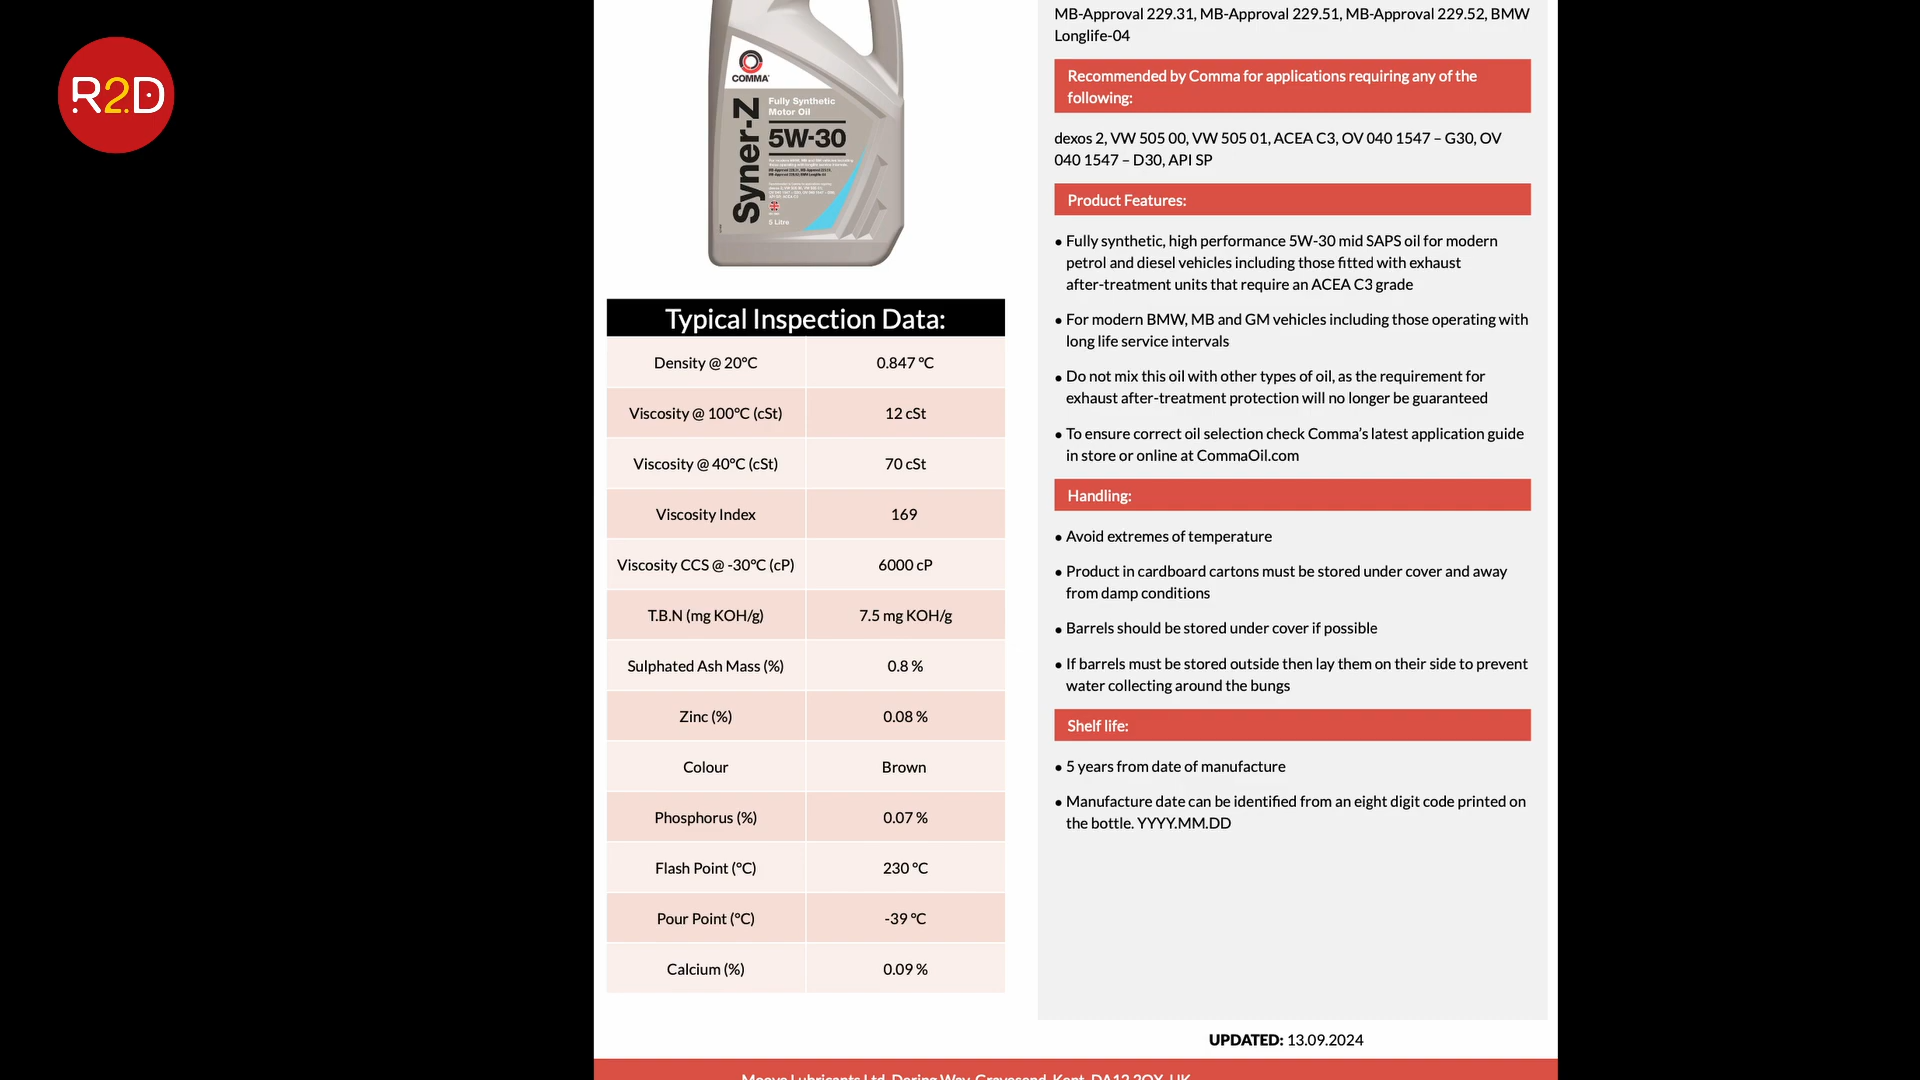 R2D
COMMA
Syner-Z
Fully Synthetic
Motor Oil
5W-30
5 Litre
Typical Inspection Data:
Density @ 20°C 0.847 °C
Viscosity @ 100°C (cSt) 12 cSt
Viscosity @ 40°C (cSt) 70 cSt
Viscosity Index 169
Viscosity CCS @ -30°C (cP) 6000 cP
T.B.N (mg KOH/g) 7.5 mg KOH/g
Sulphated Ash Mass (%) 0.8 %
Zinc (%) 0.08 %
Colour Brown
Phosphorus (%) 0.07 %
Flash Point (°C) 230 °C
Pour Point (°C) -39 °C
Calcium (%) 0.09 %
MB-Approval 229.31, MB-Approval 229.51, MB-Approval 229.52, BMW
Longlife-04
Recommended by Comma for applications requiring any of the
following:
dexos 2, VW 505 00, VW 505 01, ACEA C3, OV 040 1547 – G30, OV
040 1547 – D30, API SP
Product Features:
• Fully synthetic, high performance 5W-30 mid SAPS oil for modern
petrol and diesel vehicles including those fitted with exhaust
after-treatment units that require an ACEA C3 grade
• For modern BMW, MB and GM vehicles including those operating with
long life service intervals
• Do not mix this oil with other types of oil, as the requirement for
exhaust after-treatment protection will no longer be guaranteed
• To ensure correct oil selection check Comma’s latest application guide
in store or online at CommaOil.com
Handling:
• Avoid extremes of temperature
• Product in cardboard cartons must be stored under cover and away
from damp conditions
• Barrels should be stored under cover if possible
• If barrels must be stored outside then lay them on their side to prevent
water collecting around the bungs
Shelf life:
• 5 years from date of manufacture
• Manufacture date can be identified from an eight digit code printed on
the bottle. YYYY.MM.DD
UPDATED: 13.09.2024
Moove Lubricants Ltd, Dering Way, Gravesend, Kent, DA12 2QX, UK